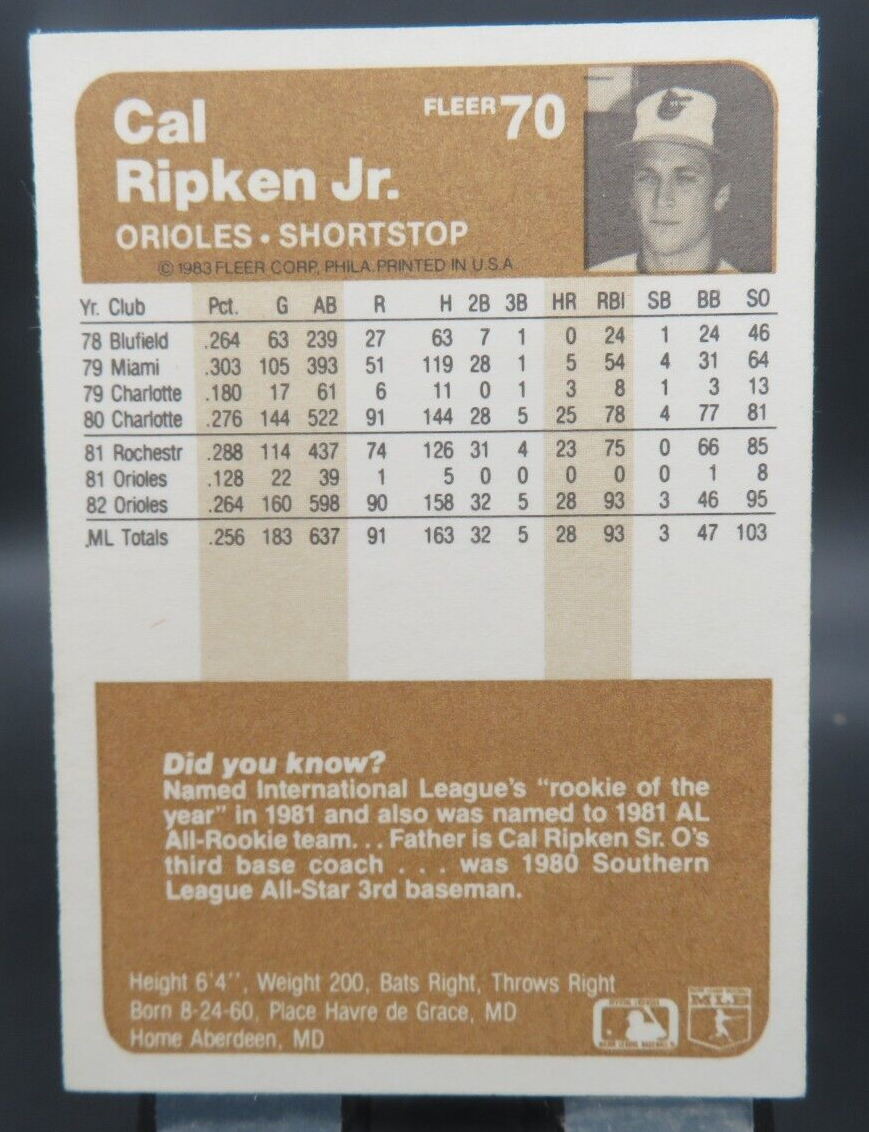 Cal
Ripken Jr.
FLEER 70
ORIOLES • SHORTSTOP
© 1983 FLEER CORP., PHILA. PRINTED IN U.S.A.
Yr. Club Pct. G AB R H 2B 3B HR RBI SB BB SO
78 Blufield .264 63 239 27 63 7 1 0 24 1 24 46
79 Miami .303 105 393 51 119 28 1 5 54 4 31 64
79 Charlotte .180 17 61 6 11 0 1 3 8 1 3 13
80 Charlotte .276 144 522 91 144 28 5 25 78 4 77 81
81 Rochestr .288 114 437 74 126 31 4 23 75 0 66 85
81 Orioles .128 22 39 1 5 0 0 0 0 0 1 8
82 Orioles .264 160 598 90 158 32 5 28 93 3 46 95
ML Totals .256 183 637 91 163 32 5 28 93 3 47 103
Did you know?
Named International League's "rookie of the
year" in 1981 and also was named to 1981 AL
All-Rookie team... Father is Cal Ripken Sr. O's
third base coach . . . was 1980 Southern
League All-Star 3rd baseman.
Height 6'4'', Weight 200, Bats Right, Throws Right
Born 8-24-60, Place Havre de Grace, MD
Home Aberdeen, MD